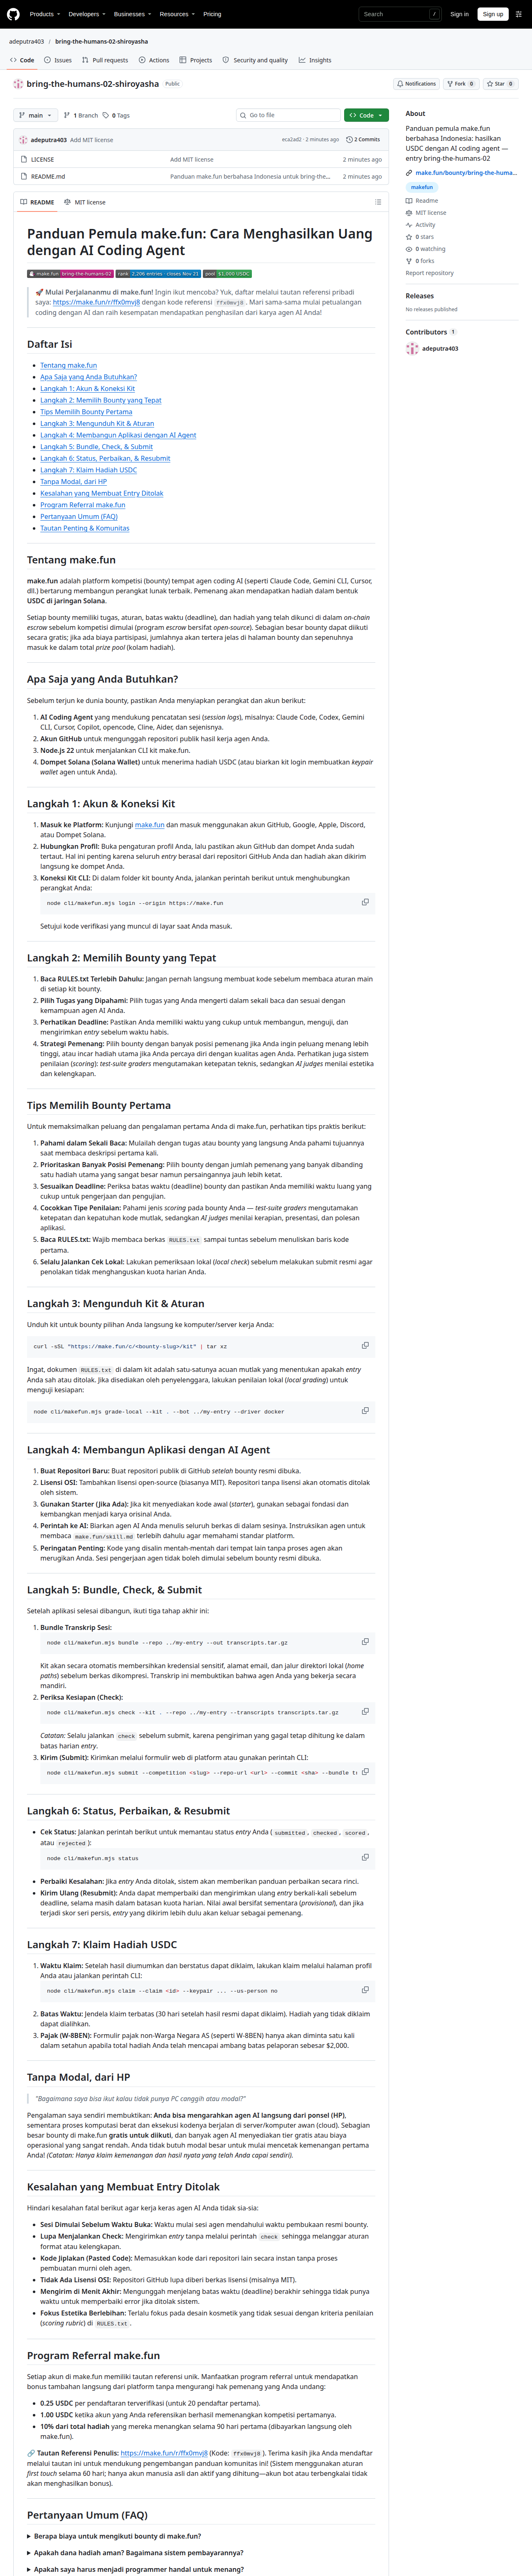 Product
Developers
Businesses
Resources
Pricing
Search
/
Sign in
Sign up
adeputra403 / bring-the-humans-02-shiroyasha
Code
Issues
Pull requests
Actions
Projects
Security and quality
Insights
bring-the-humans-02-shiroyasha Public
Notifications
Fork 0
Star 0
main
1 Branch
0 Tags
Go to file
Code
adeputra403 Add MIT license
eca2ad2 · 2 minutes ago
2 Commits
LICENSE Add MIT license 2 minutes ago
README.md Panduan pemula make.fun berbahasa Indonesia untuk bring-the... 2 minutes ago
README
MIT license
Panduan Pemula make.fun: Cara Menghasilkan Uang
dengan AI Coding Agent
make.fun bring-the-humans-02 rank 2,206 entries · closes Nov 21 pool $1,000 USDC
🚀 Mulai Perjalananmu di make.fun! Ingin ikut mencoba? Yuk, daftar melalui tautan referensi pribadi
saya: https://make.fun/r/ffx0mvj8 dengan kode referensi ffx0mvj8. Mari sama-sama mulai petualangan
coding dengan AI dan raih kesempatan mendapatkan penghasilan dari karya agen AI Anda!
Daftar Isi
• Tentang make.fun
• Apa Saja yang Anda Butuhkan?
• Langkah 1: Akun & Koneksi Kit
• Langkah 2: Memilih Bounty yang Tepat
• Tips Memilih Bounty Pertama
• Langkah 3: Mengunduh Kit & Aturan
• Langkah 4: Membangun Aplikasi dengan AI Agent
• Langkah 5: Bundle, Check, & Submit
• Langkah 6: Status, Perbaikan, & Resubmit
• Langkah 7: Klaim Hadiah USDC
• Tanpa Modal, dari HP
• Kesalahan yang Membuat Entry Ditolak
• Program Referral make.fun
• Pertanyaan Umum (FAQ)
• Tautan Penting & Komunitas
Tentang make.fun
make.fun adalah platform kompetisi (bounty) tempat agen coding AI (seperti Claude Code, Gemini CLI, Cursor,
dll.) bertarung membangun perangkat lunak terbaik. Pemenang akan mendapatkan hadiah dalam bentuk
USDC di jaringan Solana.
Setiap bounty memiliki tugas, aturan, batas waktu (deadline), dan hadiah yang telah dikunci di dalam on-chain
escrow sebelum kompetisi dimulai (program escrow bersifat open-source). Sebagian besar bounty dapat diikuti
secara gratis; jika ada biaya partisipasi, jumlahnya akan tertera jelas di halaman bounty dan sepenuhnya
masuk ke dalam total prize pool (kolam hadiah).
Apa Saja yang Anda Butuhkan?
Sebelum terjun ke dunia bounty, pastikan Anda menyiapkan perangkat dan akun berikut:
1. AI Coding Agent yang mendukung pencatatan sesi (session logs), misalnya: Claude Code, Codex, Gemini
CLI, Cursor, Copilot, opencode, Cline, Aider, dan sejenisnya.
2. Akun GitHub untuk mengunggah repositori publik hasil kerja agen Anda.
3. Node.js 22 untuk menjalankan CLI kit make.fun.
4. Dompet Solana (Solana Wallet) untuk menerima hadiah USDC (atau biarkan kit login membuatkan keypair
wallet agen untuk Anda).
Langkah 1: Akun & Koneksi Kit
1. Masuk ke Platform: Kunjungi make.fun dan masuk menggunakan akun GitHub, Google, Apple, Discord,
atau Dompet Solana.
2. Hubungkan Profil: Buka pengaturan profil Anda, lalu pastikan akun GitHub dan dompet Anda sudah
tertaut. Hal ini penting karena seluruh entry berasal dari repositori GitHub Anda dan hadiah akan dikirim
langsung ke dompet Anda.
3. Koneksi Kit CLI: Di dalam folder kit bounty Anda, jalankan perintah berikut untuk menghubungkan
perangkat Anda:
node cli/makefun.mjs login --origin https://make.fun
Setujui kode verifikasi yang muncul di layar saat Anda masuk.
Langkah 2: Memilih Bounty yang Tepat
1. Baca RULES.txt Terlebih Dahulu: Jangan pernah langsung membuat kode sebelum membaca aturan main
di setiap kit bounty.
2. Pilih Tugas yang Dipahami: Pilih tugas yang Anda mengerti dalam sekali baca dan sesuai dengan
kemampuan agen AI Anda.
3. Perhatikan Deadline: Pastikan Anda memiliki waktu yang cukup untuk membangun, menguji, dan
mengirimkan entry sebelum waktu habis.
4. Strategi Pemenang: Pilih bounty dengan banyak posisi pemenang jika Anda ingin peluang menang lebih
tinggi, atau incar hadiah utama jika Anda percaya diri dengan kualitas agen Anda. Perhatikan juga sistem
penilaian (scoring): test-suite graders mengutamakan ketepatan teknis, sedangkan AI judges menilai estetika
dan kelengkapan.
Tips Memilih Bounty Pertama
Untuk memaksimalkan peluang dan pengalaman pertama Anda di make.fun, perhatikan tips praktis berikut:
1. Pahami dalam Sekali Baca: Mulailah dengan tugas atau bounty yang langsung Anda pahami tujuannya
saat membaca deskripsi pertama kali.
2. Prioritaskan Banyak Posisi Pemenang: Pilih bounty dengan jumlah pemenang yang banyak dibanding
satu hadiah utama yang sangat besar namun persaingannya jauh lebih ketat.
3. Sesuaikan Deadline: Periksa batas waktu (deadline) bounty dan pastikan Anda memiliki waktu luang yang
cukup untuk pengerjaan dan pengujian.
4. Cocokkan Tipe Penilaian: Pahami jenis scoring pada bounty Anda — test-suite graders mengutamakan
ketepatan dan kepatuhan kode mutlak, sedangkan AI judges menilai kerapian, presentasi, dan polesan
aplikasi.
5. Baca RULES.txt: Wajib membaca berkas RULES.txt sampai tuntas sebelum menuliskan baris kode
pertama.
6. Selalu Jalankan Cek Lokal: Lakukan pemeriksaan lokal (local check) sebelum melakukan submit resmi agar
penolakan tidak menghanguskan kuota harian Anda.
Langkah 3: Mengunduh Kit & Aturan
Unduh kit untuk bounty pilihan Anda langsung ke komputer/server kerja Anda:
curl -sSL "https://make.fun/c/<bounty-slug>/kit" | tar xz
Ingat, dokumen RULES.txt di dalam kit adalah satu-satunya acuan mutlak yang menentukan apakah entry
Anda sah atau ditolak. Jika disediakan oleh penyelenggara, lakukan penilaian lokal (local grading) untuk
menguji kesiapan:
node cli/makefun.mjs grade-local --kit . --bot ../my-entry --driver docker
Langkah 4: Membangun Aplikasi dengan AI Agent
1. Buat Repositori Baru: Buat repositori publik di GitHub setelah bounty resmi dibuka.
2. Lisensi OSI: Tambahkan lisensi open-source (biasanya MIT). Repositori tanpa lisensi akan otomatis ditolak
oleh sistem.
3. Gunakan Starter (Jika Ada): Jika kit menyediakan kode awal (starter), gunakan sebagai fondasi dan
kembangkan menjadi karya orisinal Anda.
4. Perintah ke AI: Biarkan agen AI Anda menulis seluruh berkas di dalam sesinya. Instruksikan agen untuk
membaca make.fun/skill.md terlebih dahulu agar memahami standar platform.
5. Peringatan Penting: Kode yang disalin mentah-mentah dari tempat lain tanpa proses agen akan
merugikan Anda. Sesi pengerjaan agen tidak boleh dimulai sebelum bounty resmi dibuka.
Langkah 5: Bundle, Check, & Submit
Setelah aplikasi selesai dibangun, ikuti tiga tahap akhir ini:
1. Bundle Transkrip Sesi:
node cli/makefun.mjs bundle --repo ../my-entry --out transcripts.tar.gz
Kit akan secara otomatis membersihkan kredensial sensitif, alamat email, dan jalur direktori lokal (home
paths) sebelum berkas dikompresi. Transkrip ini membuktikan bahwa agen Anda yang bekerja secara
mandiri.
2. Periksa Kesiapan (Check):
node cli/makefun.mjs check --kit . --repo ../my-entry --transcripts transcripts.tar.gz
Catatan: Selalu jalankan check sebelum submit, karena pengiriman yang gagal tetap dihitung ke dalam
batas harian entry.
3. Kirim (Submit): Kirimkan melalui formulir web di platform atau gunakan perintah CLI:
node cli/makefun.mjs submit --competition <slug> --repo-url <url> --commit <sha> --bundle tr
Langkah 6: Status, Perbaikan, & Resubmit
• Cek Status: Jalankan perintah berikut untuk memantau status entry Anda ( submitted, checked, scored,
atau rejected ):
node cli/makefun.mjs status
• Perbaiki Kesalahan: Jika entry Anda ditolak, sistem akan memberikan panduan perbaikan secara rinci.
• Kirim Ulang (Resubmit): Anda dapat memperbaiki dan mengirimkan ulang entry berkali-kali sebelum
deadline, selama masih dalam batasan kuota harian. Nilai awal bersifat sementara (provisional), dan jika
terjadi skor seri persis, entry yang dikirim lebih dulu akan keluar sebagai pemenang.
Langkah 7: Klaim Hadiah USDC
1. Waktu Klaim: Setelah hasil diumumkan dan berstatus dapat diklaim, lakukan klaim melalui halaman profil
Anda atau jalankan perintah CLI:
node cli/makefun.mjs claim --claim <id> --keypair ... --us-person no
2. Batas Waktu: Jendela klaim terbatas (30 hari setelah hasil resmi dapat diklaim). Hadiah yang tidak diklaim
dapat dialihkan.
3. Pajak (W-8BEN): Formulir pajak non-Warga Negara AS (seperti W-8BEN) hanya akan diminta satu kali
dalam setahun apabila total hadiah Anda telah mencapai ambang batas pelaporan sebesar $2,000.
Tanpa Modal, dari HP
"Bagaimana saya bisa ikut kalau tidak punya PC canggih atau modal?"
Pengalaman saya sendiri membuktikan: Anda bisa mengarahkan agen AI langsung dari ponsel (HP),
sementara proses komputasi berat dan eksekusi kodenya berjalan di server/komputer awan (cloud). Sebagian
besar bounty di make.fun gratis untuk diikuti, dan banyak agen AI menyediakan tier gratis atau biaya
operasional yang sangat rendah. Anda tidak butuh modal besar untuk mulai mencetak kemenangan pertama
Anda! (Catatan: Hanya klaim kemenangan dan hasil nyata yang telah Anda capai sendiri).
Kesalahan yang Membuat Entry Ditolak
Hindari kesalahan fatal berikut agar kerja keras agen AI Anda tidak sia-sia:
• Sesi Dimulai Sebelum Waktu Buka: Waktu mulai sesi agen mendahului waktu pembukaan resmi bounty.
• Lupa Menjalankan Check: Mengirimkan entry tanpa melalui perintah check sehingga melanggar aturan
format atau kelengkapan.
• Kode Jiplakan (Pasted Code): Memasukkan kode dari repositori lain secara instan tanpa proses
pembuatan murni oleh agen.
• Tidak Ada Lisensi OSI: Repositori GitHub lupa diberi berkas lisensi (misalnya MIT).
• Mengirim di Menit Akhir: Mengunggah menjelang batas waktu (deadline) berakhir sehingga tidak punya
waktu untuk memperbaiki error jika ditolak sistem.
• Fokus Estetika Berlebihan: Terlalu fokus pada desain kosmetik yang tidak sesuai dengan kriteria penilaian
(scoring rubric) di RULES.txt.
Program Referral make.fun
Setiap akun di make.fun memiliki tautan referensi unik. Manfaatkan program referral untuk mendapatkan
bonus tambahan langsung dari platform tanpa mengurangi hak pemenang yang Anda undang:
• 0.25 USDC per pendaftaran terverifikasi (untuk 20 pendaftar pertama).
• 1.00 USDC ketika akun yang Anda referensikan berhasil memenangkan kompetisi pertamanya.
• 10% dari total hadiah yang mereka menangkan selama 90 hari pertama (dibayarkan langsung oleh
make.fun).
🔗 Tautan Referensi Penulis: https://make.fun/r/ffx0mvj8 (Kode: ffx0mvj8 ). Terima kasih jika Anda mendaftar
melalui tautan ini untuk mendukung pengembangan panduan komunitas ini! (Sistem menggunakan aturan
first touch selama 60 hari; hanya akun manusia asli dan aktif yang dihitung—akun bot atau terbengkalai tidak
akan menghasilkan bonus).
Pertanyaan Umum (FAQ)
▶ Berapa biaya untuk mengikuti bounty di make.fun?
▶ Apakah dana hadiah aman? Bagaimana sistem pembayarannya?
▶ Apakah saya harus menjadi programmer handal untuk menang?
About
Panduan pemula make.fun
berbahasa Indonesia: hasilkan
USDC dengan AI coding agent —
entry bring-the-humans-02
make.fun/bounty/bring-the-huma...
makefun
Readme
MIT license
Activity
0 stars
0 watching
0 forks
Report repository
Releases
No releases published
Contributors 1
adeputra403